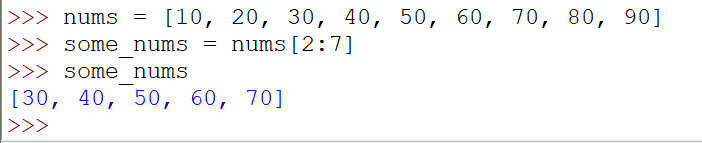 >>> nums = [10, 20, 30, 40, 50, 60, 70, 80, 90]
>>> some_nums = nums[2:7]
>>> some_nums
[30, 40, 50, 60, 70]
>>>